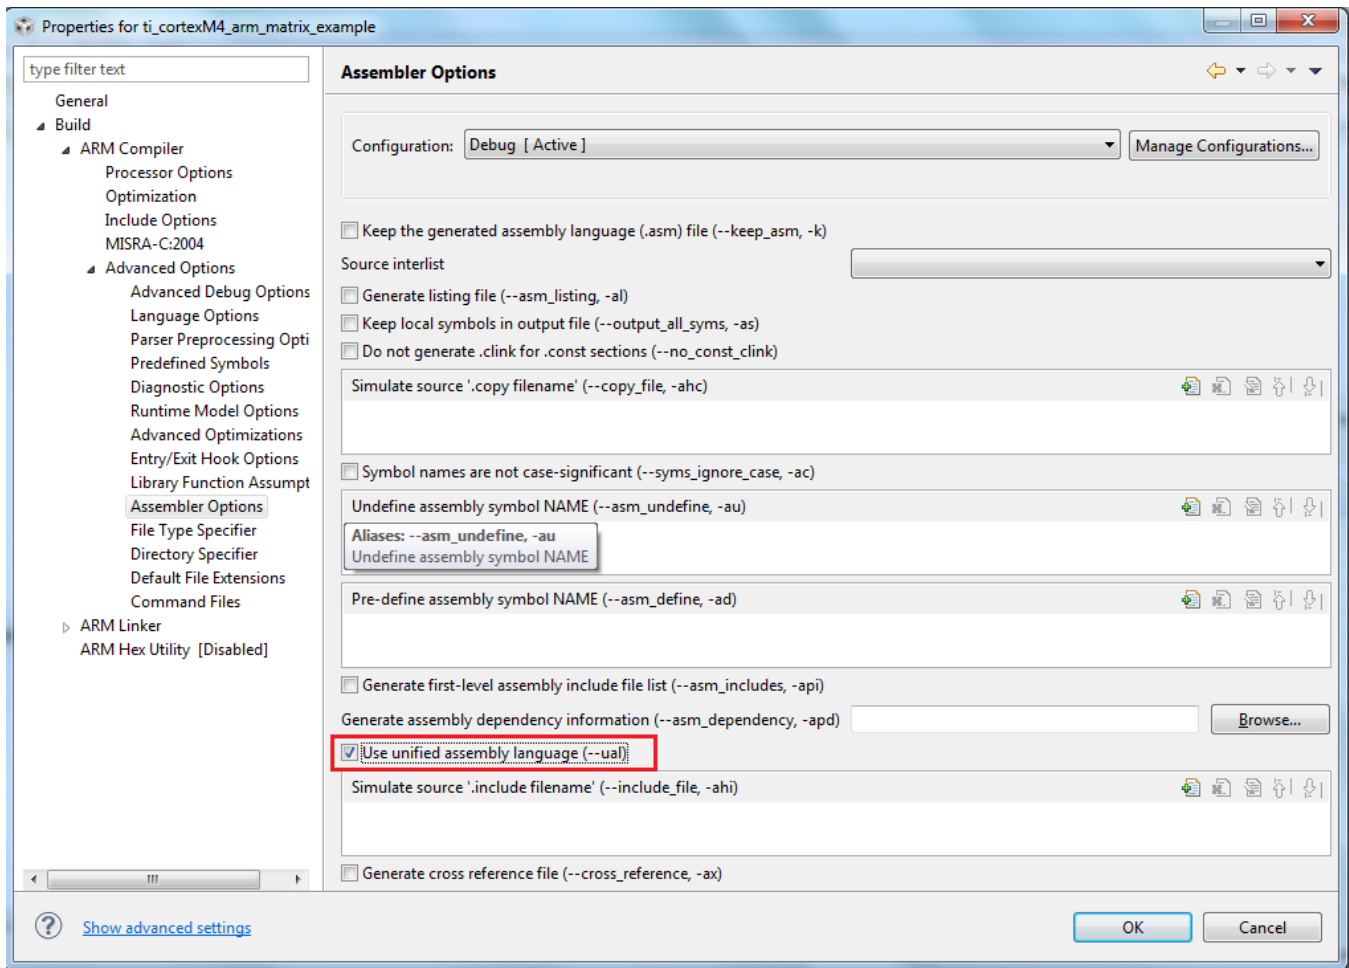 Properties for ti_cortexM4_arm_matrix_example
type filter text
General
Build
ARM Compiler
Processor Options
Optimization
Include Options
MISRA-C:2004
Advanced Options
Advanced Debug Options
Language Options
Parser Preprocessing Opti
Predefined Symbols
Diagnostic Options
Runtime Model Options
Advanced Optimizations
Entry/Exit Hook Options
Library Function Assumpt
Assembler Options
File Type Specifier
Directory Specifier
Default File Extensions
Command Files
ARM Linker
ARM Hex Utility [Disabled]
Assembler Options
Configuration: Debug [ Active ] Manage Configurations...
Keep the generated assembly language (.asm) file (--keep_asm, -k)
Source interlist
Generate listing file (--asm_listing, -al)
Keep local symbols in output file (--output_all_syms, -as)
Do not generate .clink for .const sections (--no_const_clink)
Simulate source '.copy filename' (--copy_file, -ahc)
Symbol names are not case-significant (--syms_ignore_case, -ac)
Undefine assembly symbol NAME (--asm_undefine, -au)
Aliases: --asm_undefine, -au
Undefine assembly symbol NAME
Pre-define assembly symbol NAME (--asm_define, -ad)
Generate first-level assembly include file list (--asm_includes, -api)
Generate assembly dependency information (--asm_dependency, -apd) Browse...
Use unified assembly language (--ual)
Simulate source '.include filename' (--include_file, -ahi)
Generate cross reference file (--cross_reference, -ax)
Show advanced settings
OK Cancel